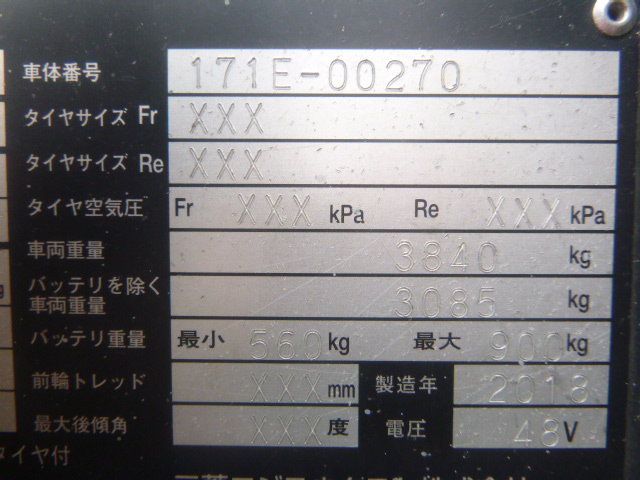 車体番号 171E-00270
タイヤサイズ Fr XXX
タイヤサイズ Re XXX
タイヤ空気圧 Fr XXX kPa Re XXX kPa
車両重量 3840 kg
バッテリを除く
車両重量 3085 kg
バッテリ重量 最小 560 kg 最大 900 kg
前輪トレッド XXX mm 製造年 2013
最大後傾角 XXX 度 電圧 48 V
タイヤ付